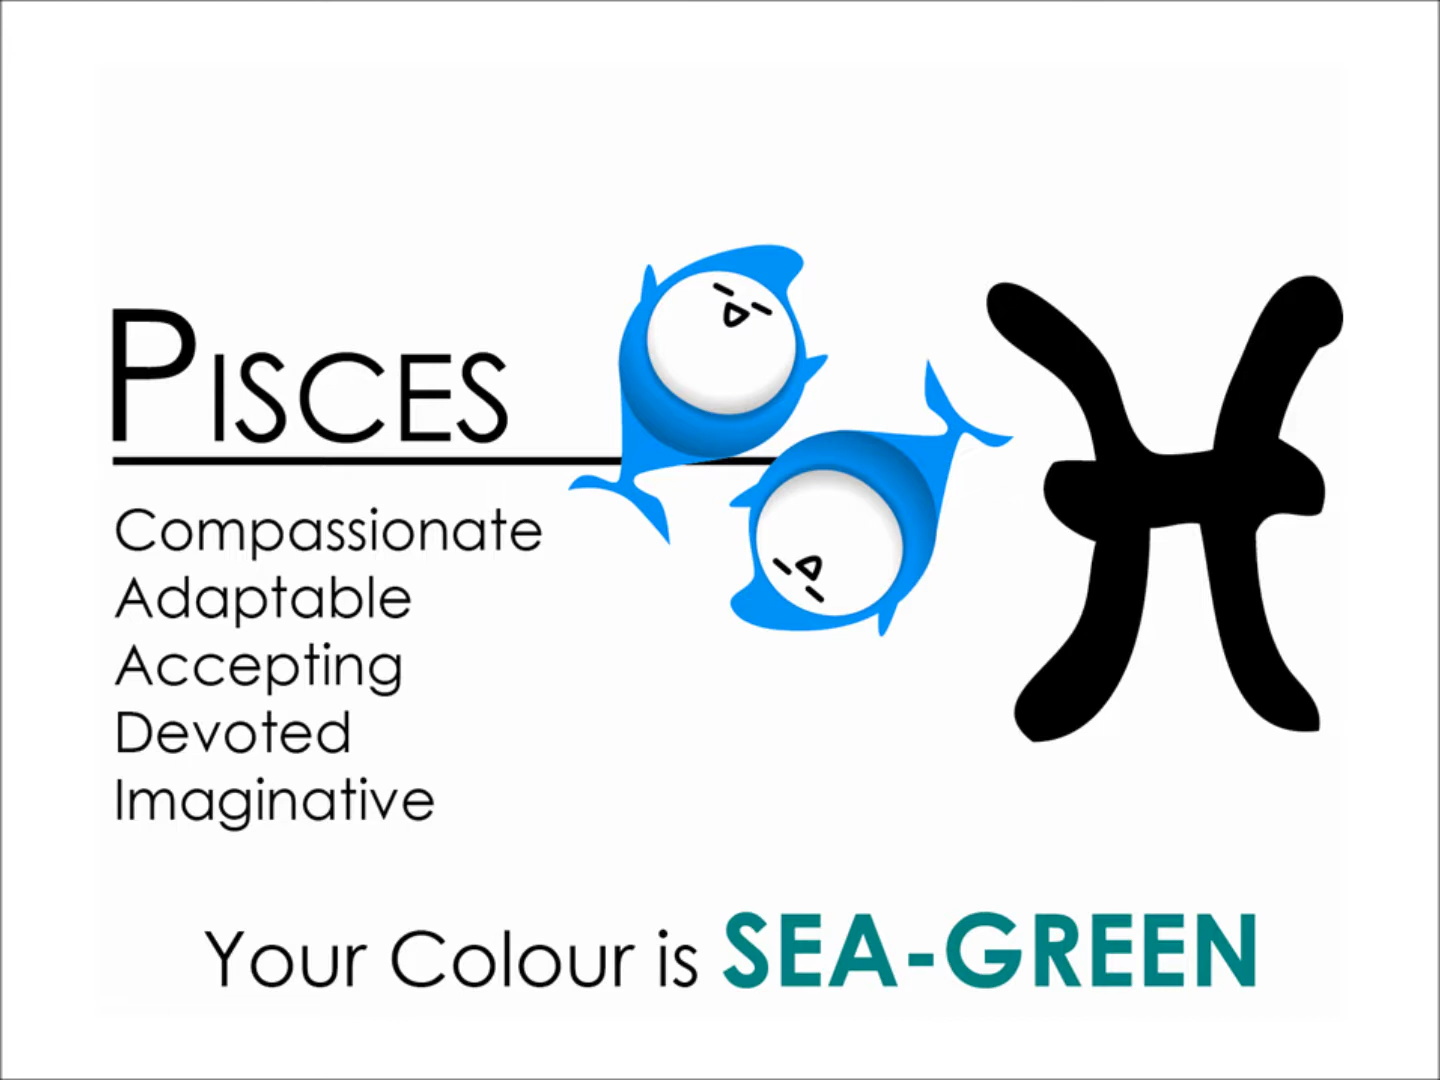 PISCES
Compassionate
Adaptable
Accepting
Devoted
Imaginative
Your Colour is SEA-GREEN